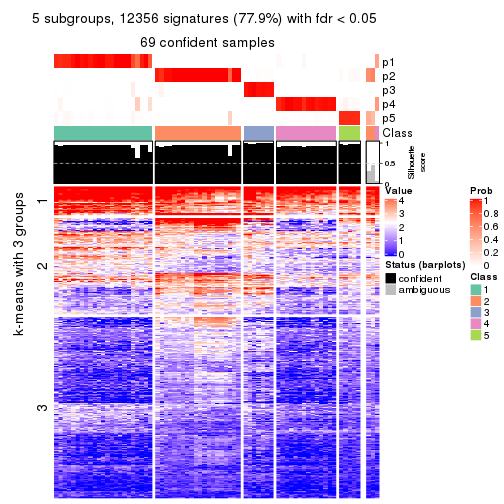 5 subgroups, 12356 signatures (77.9%) with fdr < 0.05
69 confident samples
p1
p2
p3
p4
p5
Class
1
0.5
0
Silhouette
score
k-means with 3 groups
1
2
3
Value
4
3
2
1
0
Status (barplots)
confident
ambiguous
Prob
1
0.8
0.6
0.4
0.2
0
Class
1
2
3
4
5